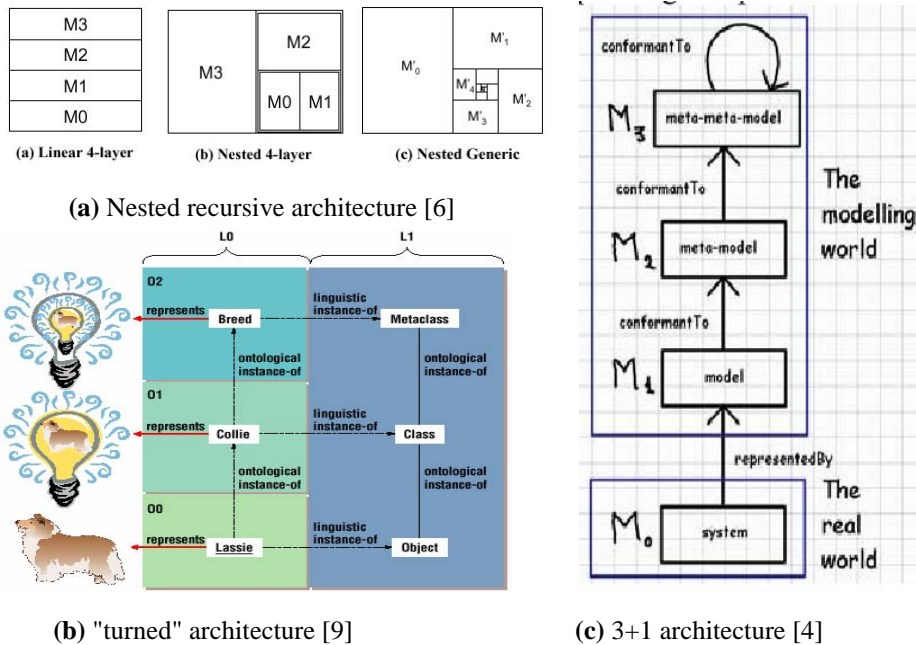 M3
M2
M1
M0
(a) Linear 4-layer
M3
M2
M0
M1
(b) Nested 4-layer
M'0
M'1
M'2
M'3
M'4
(c) Nested Generic
(a) Nested recursive architecture [6]
L0
L1
O2
represents
Breed
linguistic
instance-of
Metaclass
ontological
instance-of
ontological
instance-of
O1
represents
Collie
linguistic
instance-of
Class
ontological
instance-of
ontological
instance-of
O0
represents
Lassie
linguistic
instance-of
Object
(b) "turned" architecture [9]
conformantTo
M3
meta-meta-model
conformantTo
The
modelling
world
M2
meta-model
conformantTo
M1
model
representedBy
The
real
world
M0
system
(c) 3+1 architecture [4]